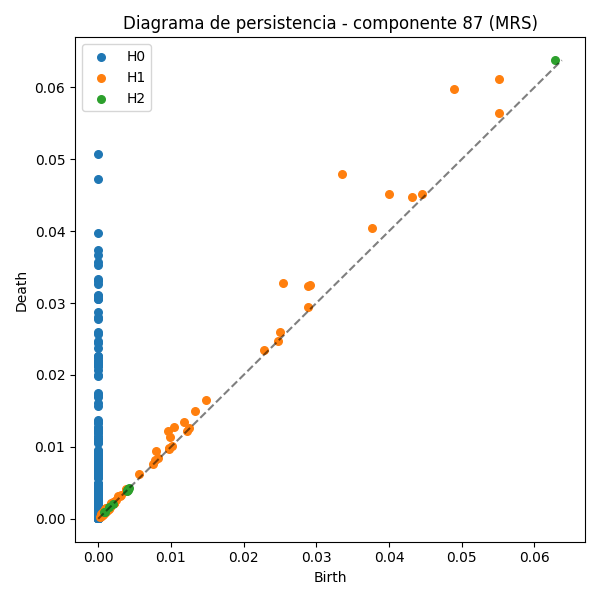 Diagrama de persistencia - componente 87 (MRS)
H0
H1
H2
Death
0.06
0.05
0.04
0.03
0.02
0.01
0.00
0.00 0.01 0.02 0.03 0.04 0.05 0.06
Birth